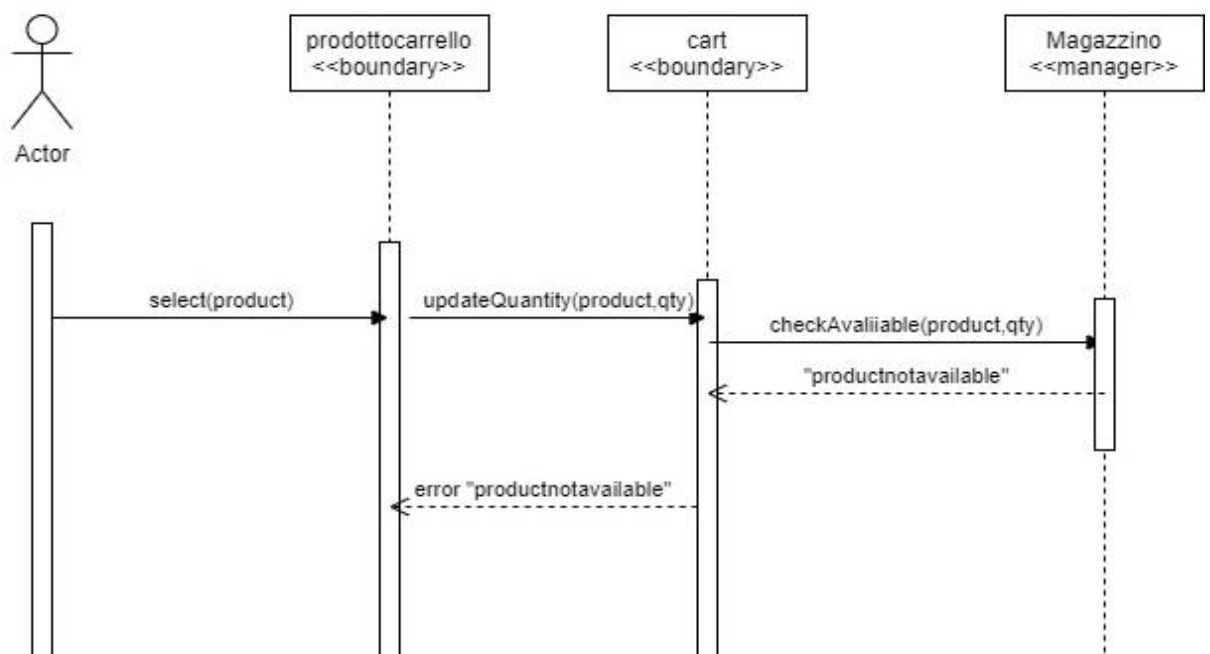 prodottocarrello
<<boundary>>
cart
<<boundary>>
Magazzino
<<manager>>
Actor
select(product)
updateQuantity(product,qty)
checkAvaliiable(product,qty)
"productnotavailable"
error "productnotavailable"